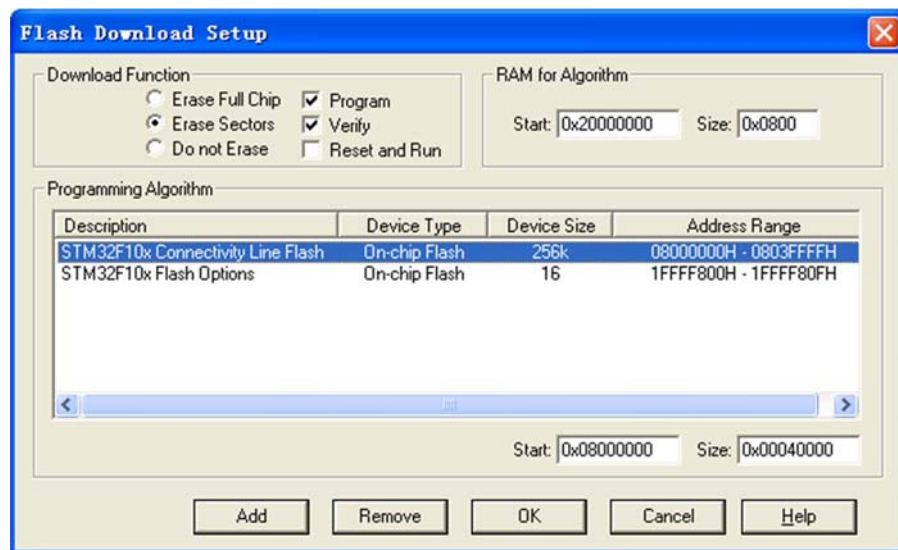 Flash Download Setup
Download Function
Erase Full Chip Program
Erase Sectors Verify
Do not Erase Reset and Run
RAM for Algorithm
Start: 0x20000000 Size: 0x0800
Programming Algorithm
Description Device Type Device Size Address Range
STM32F10x Connectivity Line Flash On-chip Flash 256k 08000000H - 0803FFFFH
STM32F10x Flash Options On-chip Flash 16 1FFFF800H - 1FFFF80FH
Start: 0x08000000 Size: 0x00040000
Add Remove OK Cancel Help